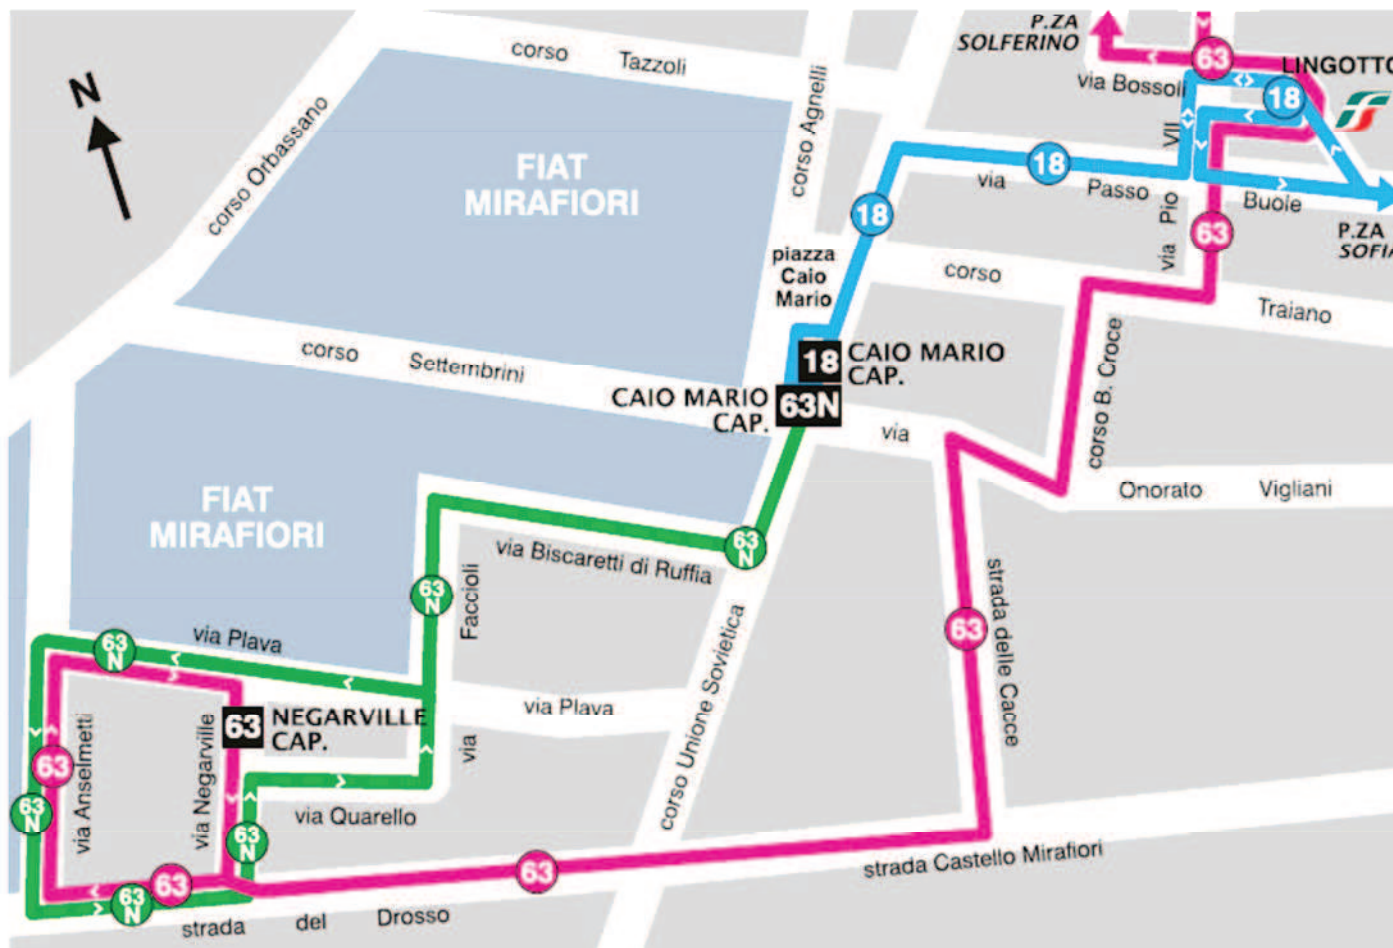 P.ZA
SOLFERINO
63
LINGOTTO
via Bossoli
18
corso Tazzoli
N
corso Orbassano
corso Agnelli
FIAT
MIRAFIORI
18
via Passo Buole
via Pio VII
18
63
P.ZA
SOFIA
piazza
Caio
Mario
corso Traiano
corso Settembrini
18 CAIO MARIO
CAP.
CAIO MARIO
CAP.
63N
via Onorato Vigliani
corso B. Croce
FIAT
MIRAFIORI
via Biscaretti di Ruffia
63
N
63
N
via Faccioli
strada delle Cacce
63
63
N
via Plava
via Plava
corso Unione Sovietica
63 NEGARVILLE
CAP.
via Anselmetti
via Negarville
63
63
N
via Quarello
63
N
63
63
63
N
strada Castello Mirafiori
strada del Drosso